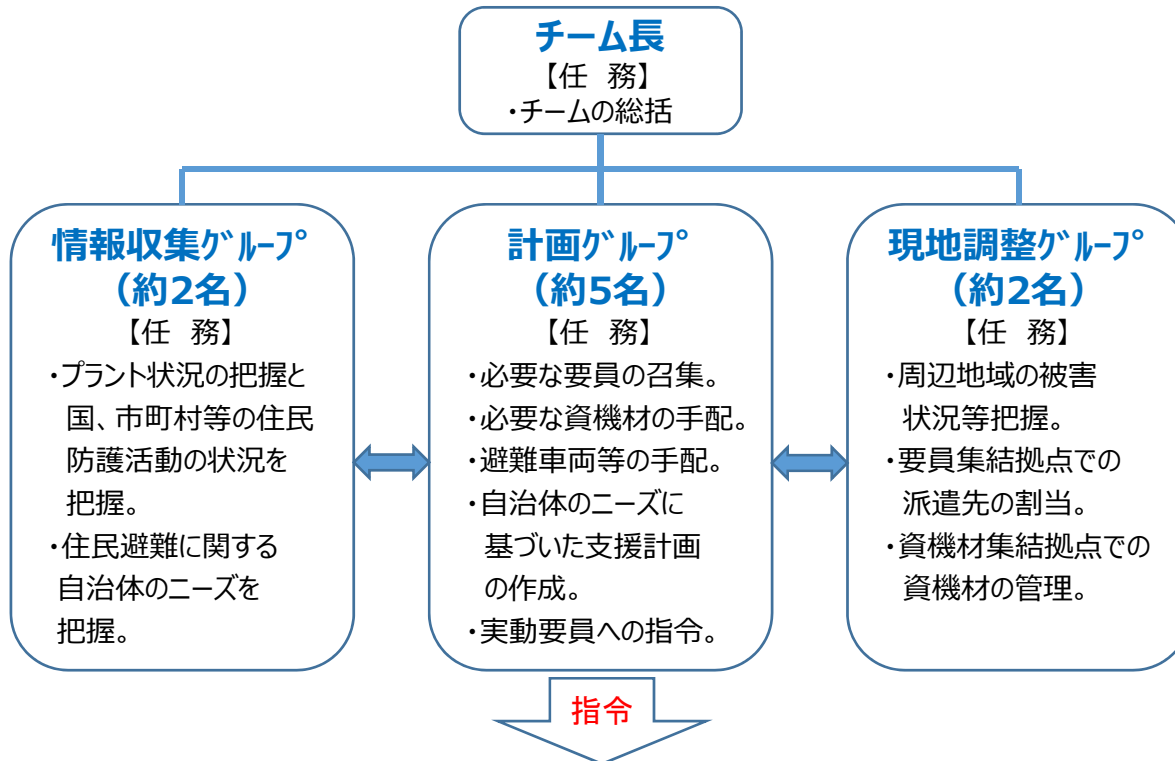 チーム長
【任　務】
・チームの総括
情報収集ｸﾞﾙｰﾌﾟ
（約2名）
【任　務】
・プラント状況の把握と
国、市町村等の住民
防護活動の状況を
把握。
・住民避難に関する
自治体のニーズを
把握。
計画ｸﾞﾙｰﾌﾟ
（約5名）
【任　務】
・必要な要員の召集。
・必要な資機材の手配。
・避難車両等の手配。
・自治体のニーズに
基づいた支援計画
の作成。
・実動要員への指令。
現地調整ｸﾞﾙｰﾌﾟ
（約2名）
【任　務】
・周辺地域の被害
状況等把握。
・要員集結拠点での
派遣先の割当。
・資機材集結拠点での
資機材の管理。
指令